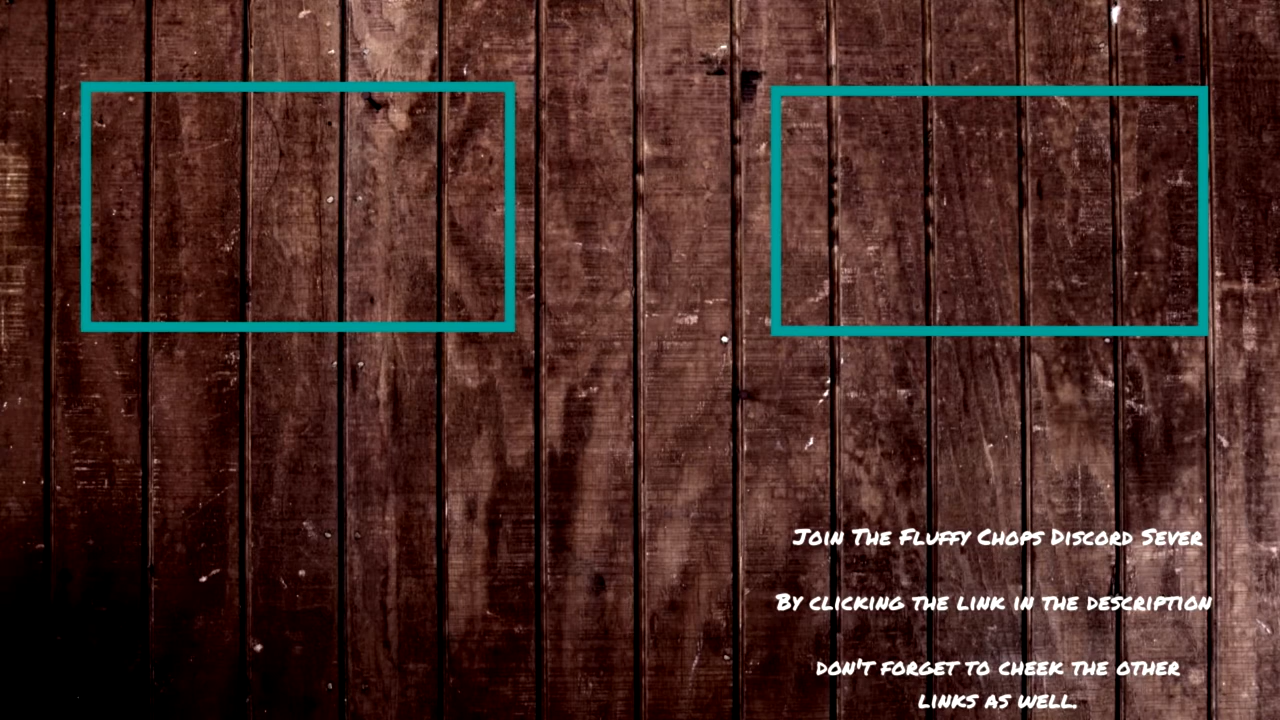 Join The Fluffy Chops Discord Sever
By clicking the link in the description
don't forget to cheek the other
links as well.